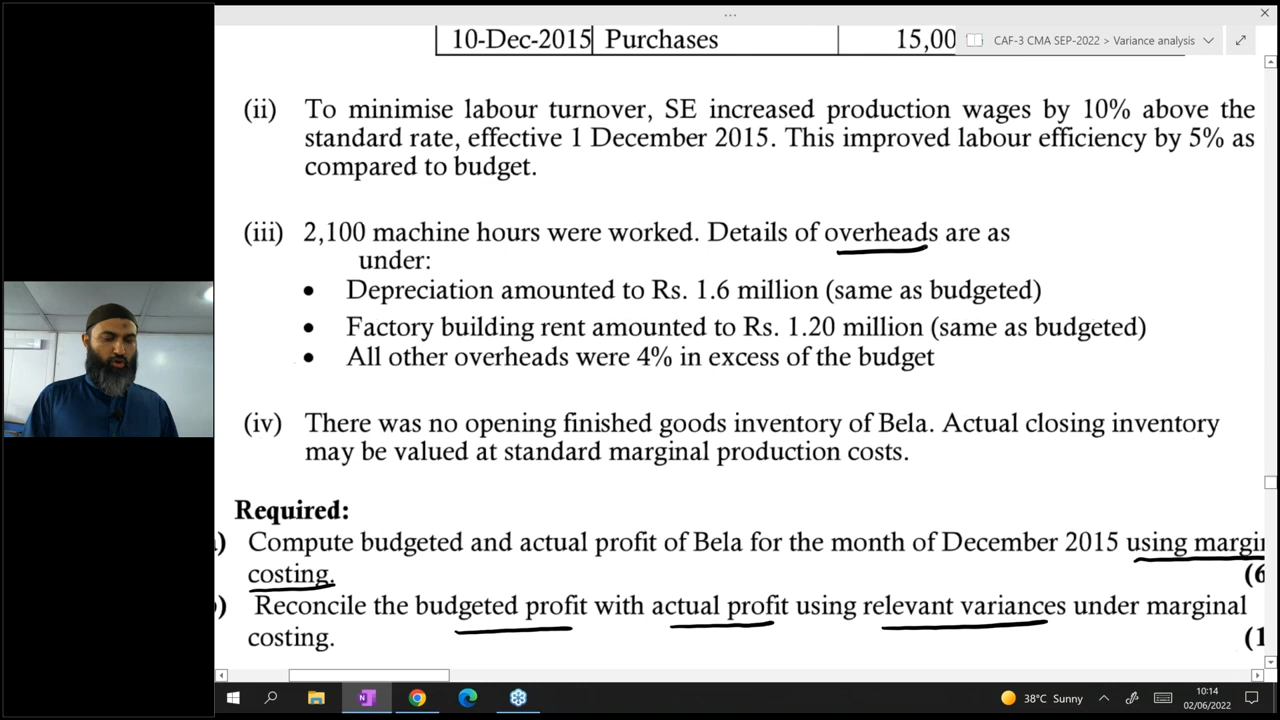 10-Dec-2015 Purchases 15,00
CAF-3 CMA SEP-2022 > Variance analysis
(ii) To minimise labour turnover, SE increased production wages by 10% above the
standard rate, effective 1 December 2015. This improved labour efficiency by 5% as
compared to budget.
(iii) 2,100 machine hours were worked. Details of overheads are as
under:
• Depreciation amounted to Rs. 1.6 million (same as budgeted)
• Factory building rent amounted to Rs. 1.20 million (same as budgeted)
• All other overheads were 4% in excess of the budget
(iv) There was no opening finished goods inventory of Bela. Actual closing inventory
may be valued at standard marginal production costs.
Required:
) Compute budgeted and actual profit of Bela for the month of December 2015 using margi
costing. (6
) Reconcile the budgeted profit with actual profit using relevant variances under marginal
costing. (1
38°C Sunny
10:14
02/06/2022